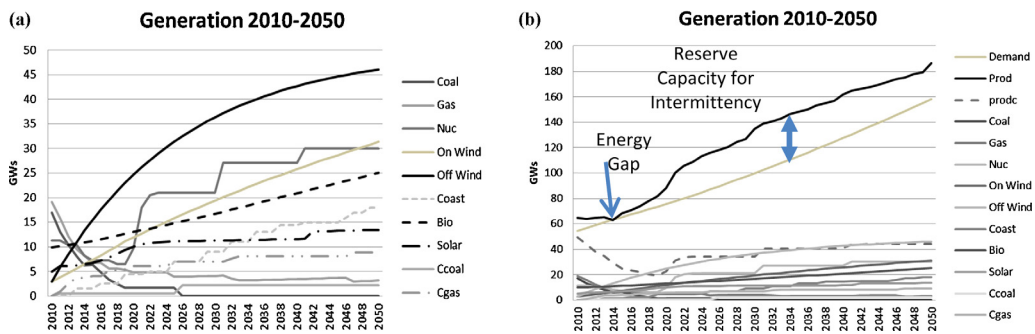 (a)
Generation 2010-2050
50
45
40
35
30
25
20
15
10
5
0
GWs
2010
2012
2014
2016
2018
2020
2022
2024
2026
2028
2030
2032
2034
2036
2038
2040
2042
2044
2046
2048
2050
Coal
Gas
Nuc
On Wind
Off Wind
Coast
Bio
Solar
Ccoal
Cgas
(b)
Generation 2010-2050
200
180
160
140
120
100
80
60
40
20
0
GWs
Reserve
Capacity for
Intermittency
Energy
Gap
2010
2012
2014
2016
2018
2020
2022
2024
2026
2028
2030
2032
2034
2036
2038
2040
2042
2044
2046
2048
2050
Demand
Prod
prodc
Coal
Gas
Nuc
On Wind
Off Wind
Coast
Bio
Solar
Ccoal
Cgas